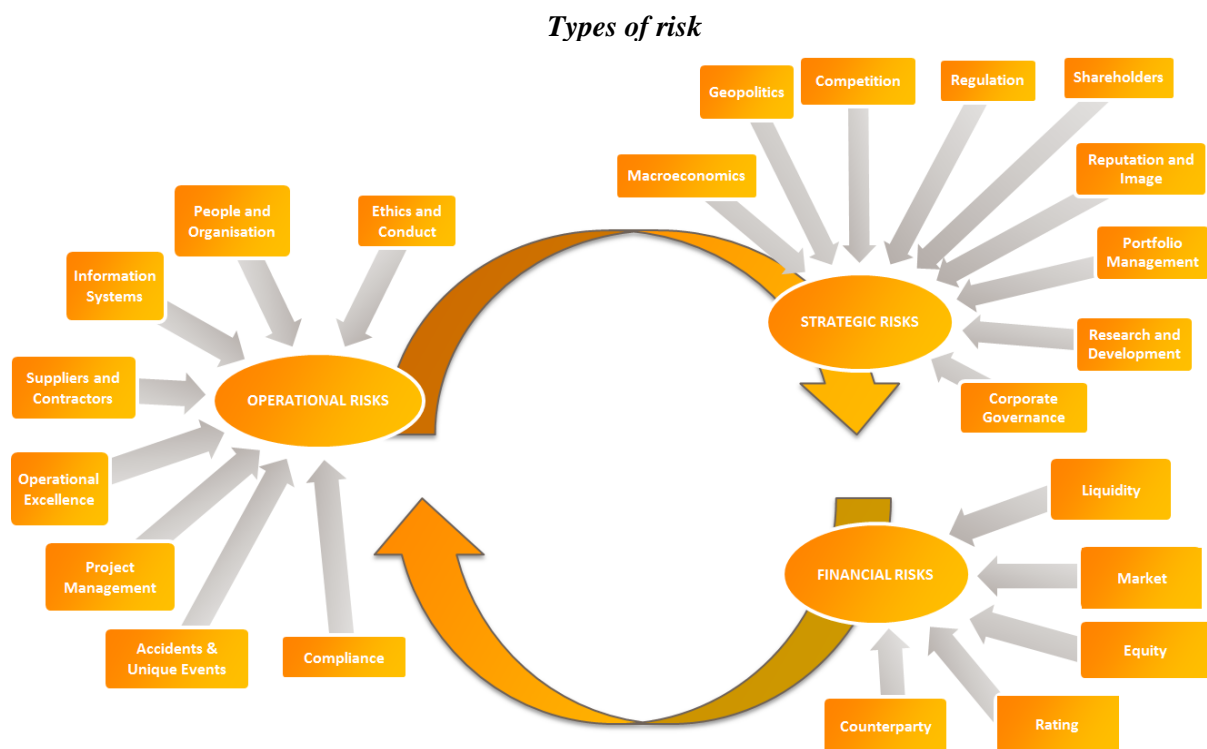 Types of risk
Geopolitics
Competition
Regulation
Shareholders
Macroeconomics
Reputation and
Image
Portfolio
Management
Research and
Development
Corporate
Governance
STRATEGIC RISKS
People and
Organisation
Ethics and
Conduct
Information
Systems
Suppliers and
Contractors
Operational
Excellence
Project
Management
Accidents &
Unique Events
Compliance
OPERATIONAL RISKS
Liquidity
Market
Equity
Rating
Counterparty
FINANCIAL RISKS